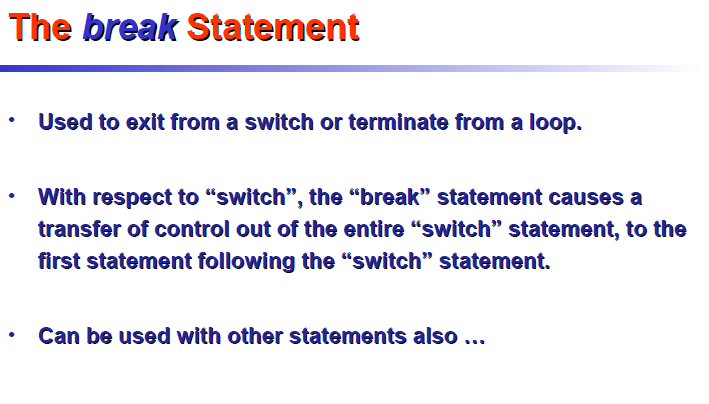 The break Statement
• Used to exit from a switch or terminate from a loop.
• With respect to “switch”, the “break” statement causes a
transfer of control out of the entire “switch” statement, to the
first statement following the “switch” statement.
• Can be used with other statements also …